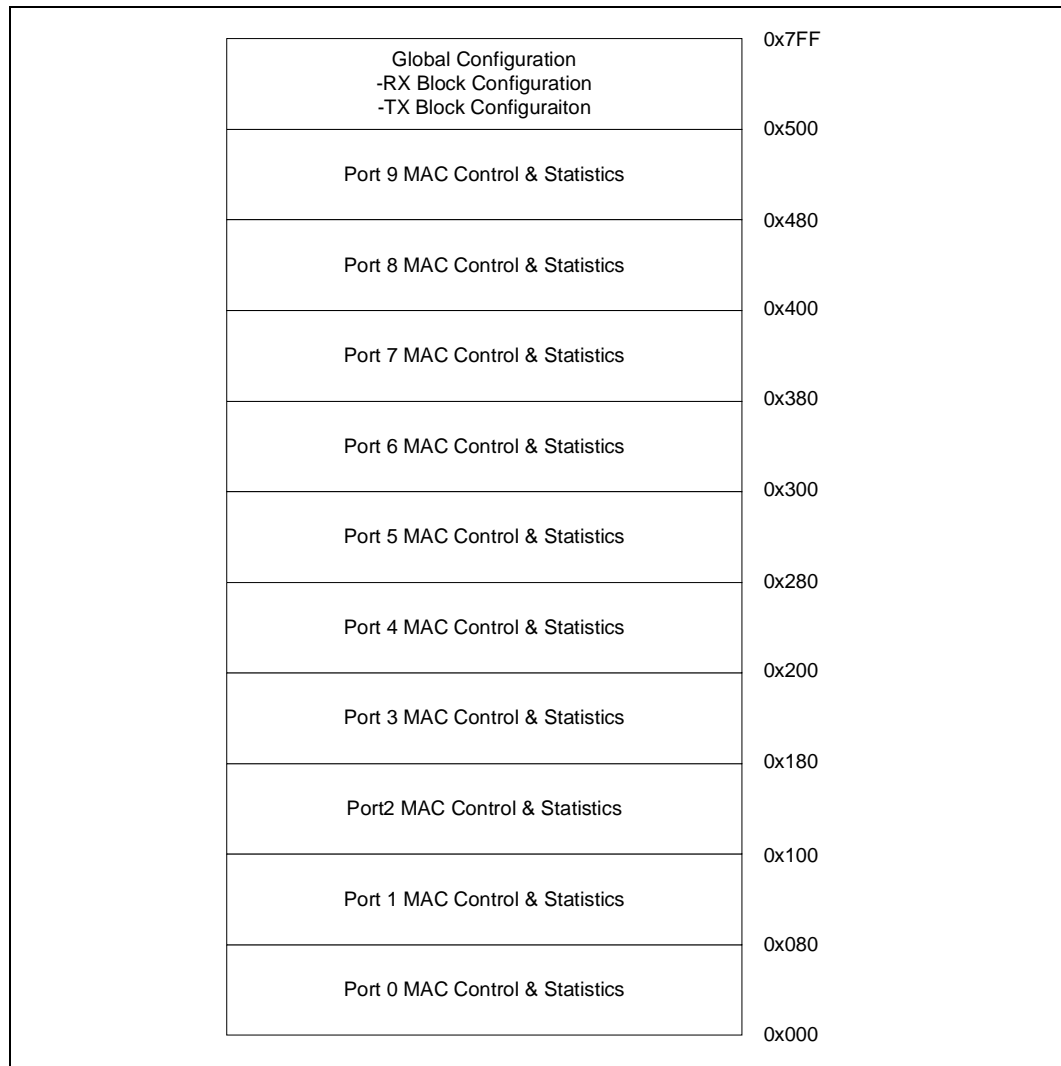 0x7FF
Global Configuration
-RX Block Configuration
-TX Block Configuraiton
0x500
Port 9 MAC Control & Statistics
0x480
Port 8 MAC Control & Statistics
0x400
Port 7 MAC Control & Statistics
0x380
Port 6 MAC Control & Statistics
0x300
Port 5 MAC Control & Statistics
0x280
Port 4 MAC Control & Statistics
0x200
Port 3 MAC Control & Statistics
0x180
Port2 MAC Control & Statistics
0x100
Port 1 MAC Control & Statistics
0x080
Port 0 MAC Control & Statistics
0x000